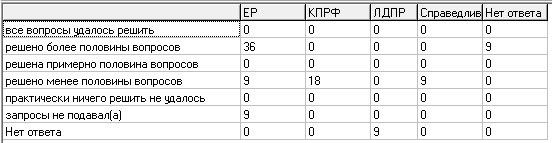 ЕР КПРФ ЛДПР Справедлив Нет ответа
все вопросы удалось решить 0 0 0 0 0
решено более половины вопросов 36 0 0 0 9
решена примерно половина вопросов 0 0 0 0 0
решено менее половины вопросов 9 18 0 9 0
практически ничего решить не удалось 0 0 0 0 0
запросы не подавал(а) 9 0 0 0 0
Нет ответа 0 0 9 0 0